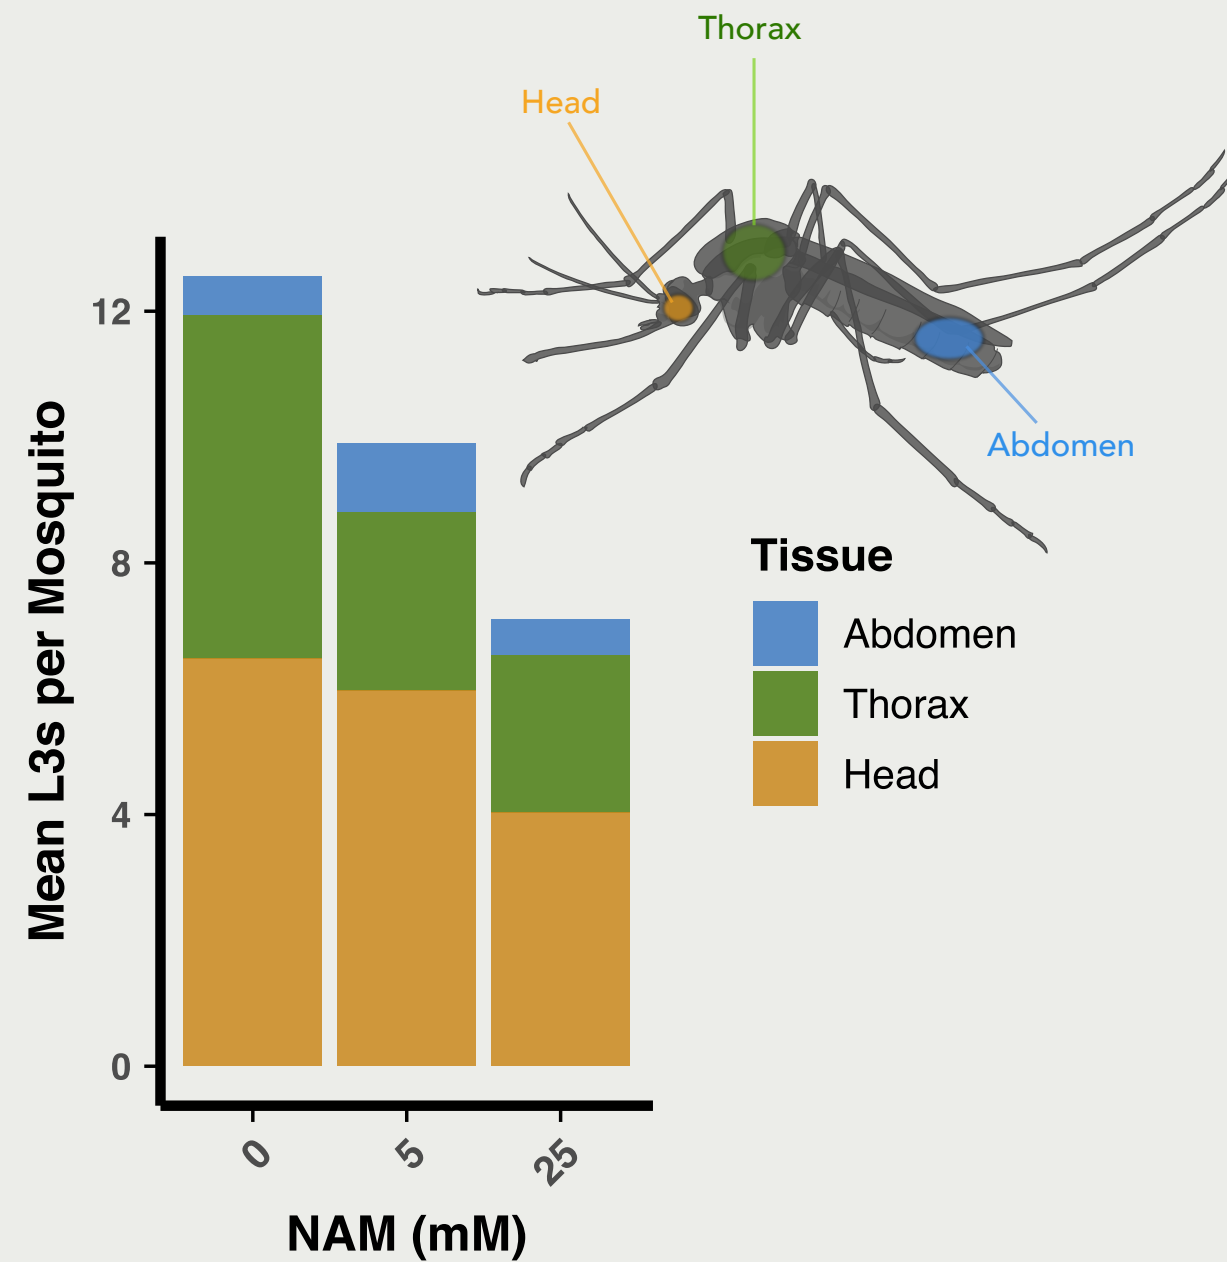 Thorax
Head
Abdomen
12
8
4
0
Mean L3s per Mosquito
0
5
25
NAM (mM)
Tissue
Abdomen
Thorax
Head